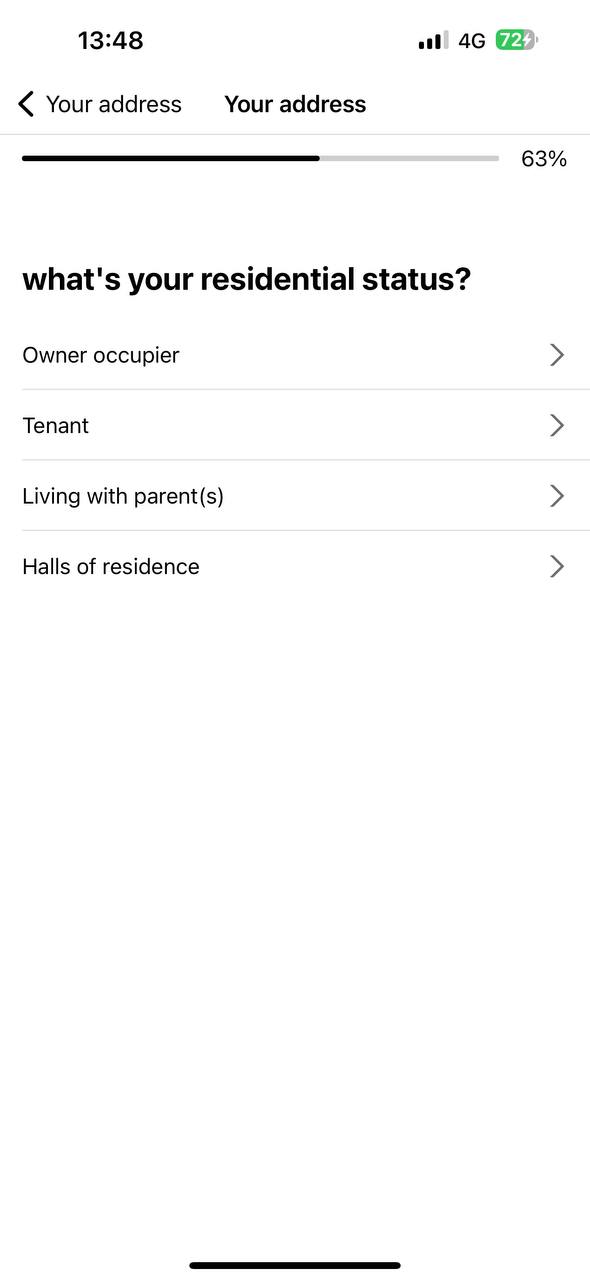 13:48 4G 72
Your address Your address
63%
what's your residential status?
Owner occupier
Tenant
Living with parent(s)
Halls of residence